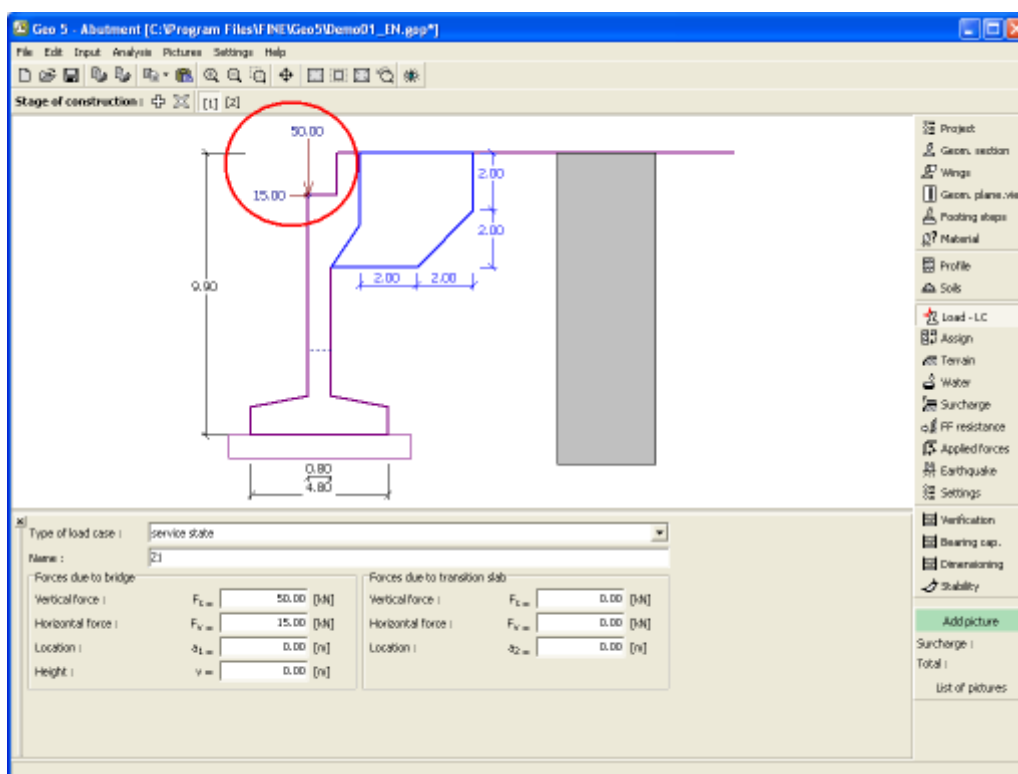 Geo 5 - Abutment [C:\Program Files\FINE\Geo5\Demo01_EN.gop*]
File Edit Input Analysis Pictures Settings Help
Stage of construction : [1] [2]
50.00
15.00
2.00
2.00
2.00 2.00
9.90
0.80
4.80
Project
Geom. section
Wings
Geom. plane.view
Footing steps
Material
Profile
Soils
Load - LC
Assign
Terrain
Water
Surcharge
FF resistance
Applied forces
Earthquake
Settings
Verification
Bearing cap.
Dimensioning
Stability
Add picture
Surcharge :
Total :
List of pictures
Type of load case : service state
Name :
Forces due to bridge
Vertical force : 50.00 [kN]
Horizontal force : 15.00 [kN]
Location : a1 = 0.00 [m]
Height : v = 0.00 [m]
Forces due to transition slab
Vertical force : 0.00 [kN]
Horizontal force : 0.00 [kN]
Location : a2 = 0.00 [m]